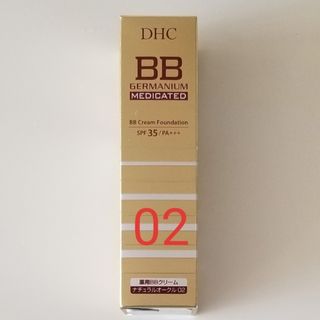 DHC
BB
GERMANIUM
MEDICATED
BB Cream Foundation
SPF 35/PA+++
02
薬用BBクリーム
ナチュラルオークル 02